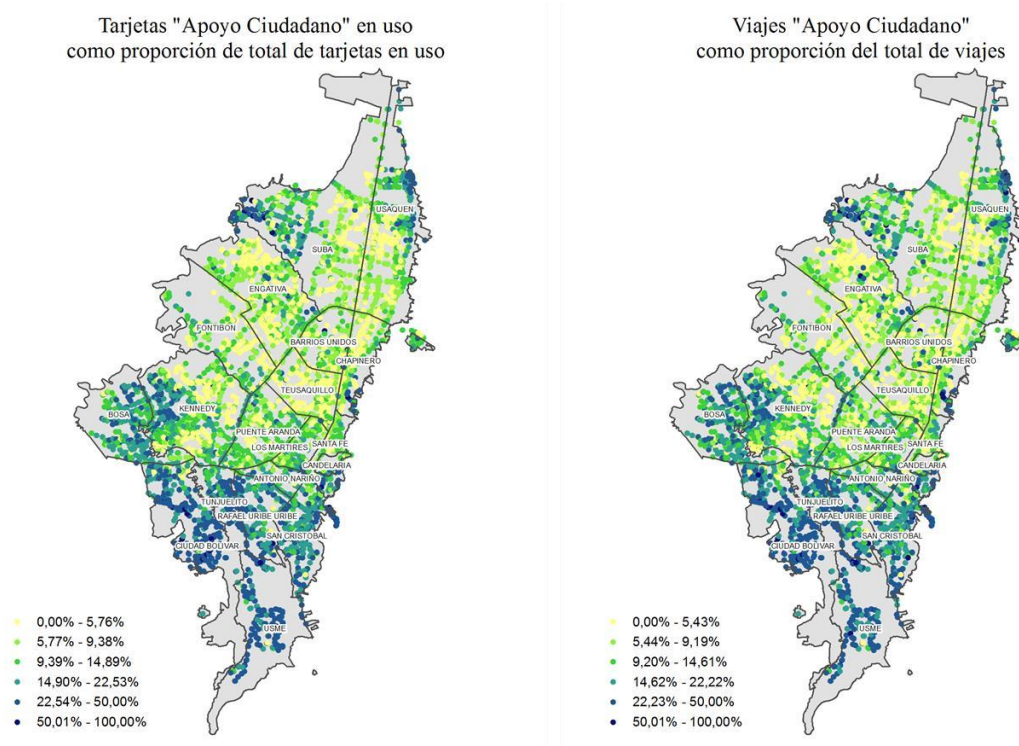 Tarjetas "Apoyo Ciudadano" en uso
como proporción de total de tarjetas en uso
USAQUEN
SUBA
ENGATIVA
FONTIBON
BARRIOS UNIDOS
CHAPINERO
TEUSAQUILLO
KENNEDY
BOSA
PUENTE ARANDA
LOS MARTIRES
SANTA FE
CANDELARIA
ANTONIO NARIÑO
TUNJUELITO
RAFAEL URIBE URIBE
SAN CRISTOBAL
CIUDAD BOLIVAR
USME
0,00% - 5,76%
5,77% - 9,38%
9,39% - 14,89%
14,90% - 22,53%
22,54% - 50,00%
50,01% - 100,00%
Viajes "Apoyo Ciudadano"
como proporción del total de viajes
USAQUEN
SUBA
ENGATIVA
FONTIBON
BARRIOS UNIDOS
CHAPINERO
TEUSAQUILLO
KENNEDY
BOSA
PUENTE ARANDA
LOS MARTIRES
SANTA FE
CANDELARIA
ANTONIO NARIÑO
TUNJUELITO
RAFAEL URIBE URIBE
SAN CRISTOBAL
CIUDAD BOLIVAR
USME
0,00% - 5,43%
5,44% - 9,19%
9,20% - 14,61%
14,62% - 22,22%
22,23% - 50,00%
50,01% - 100,00%